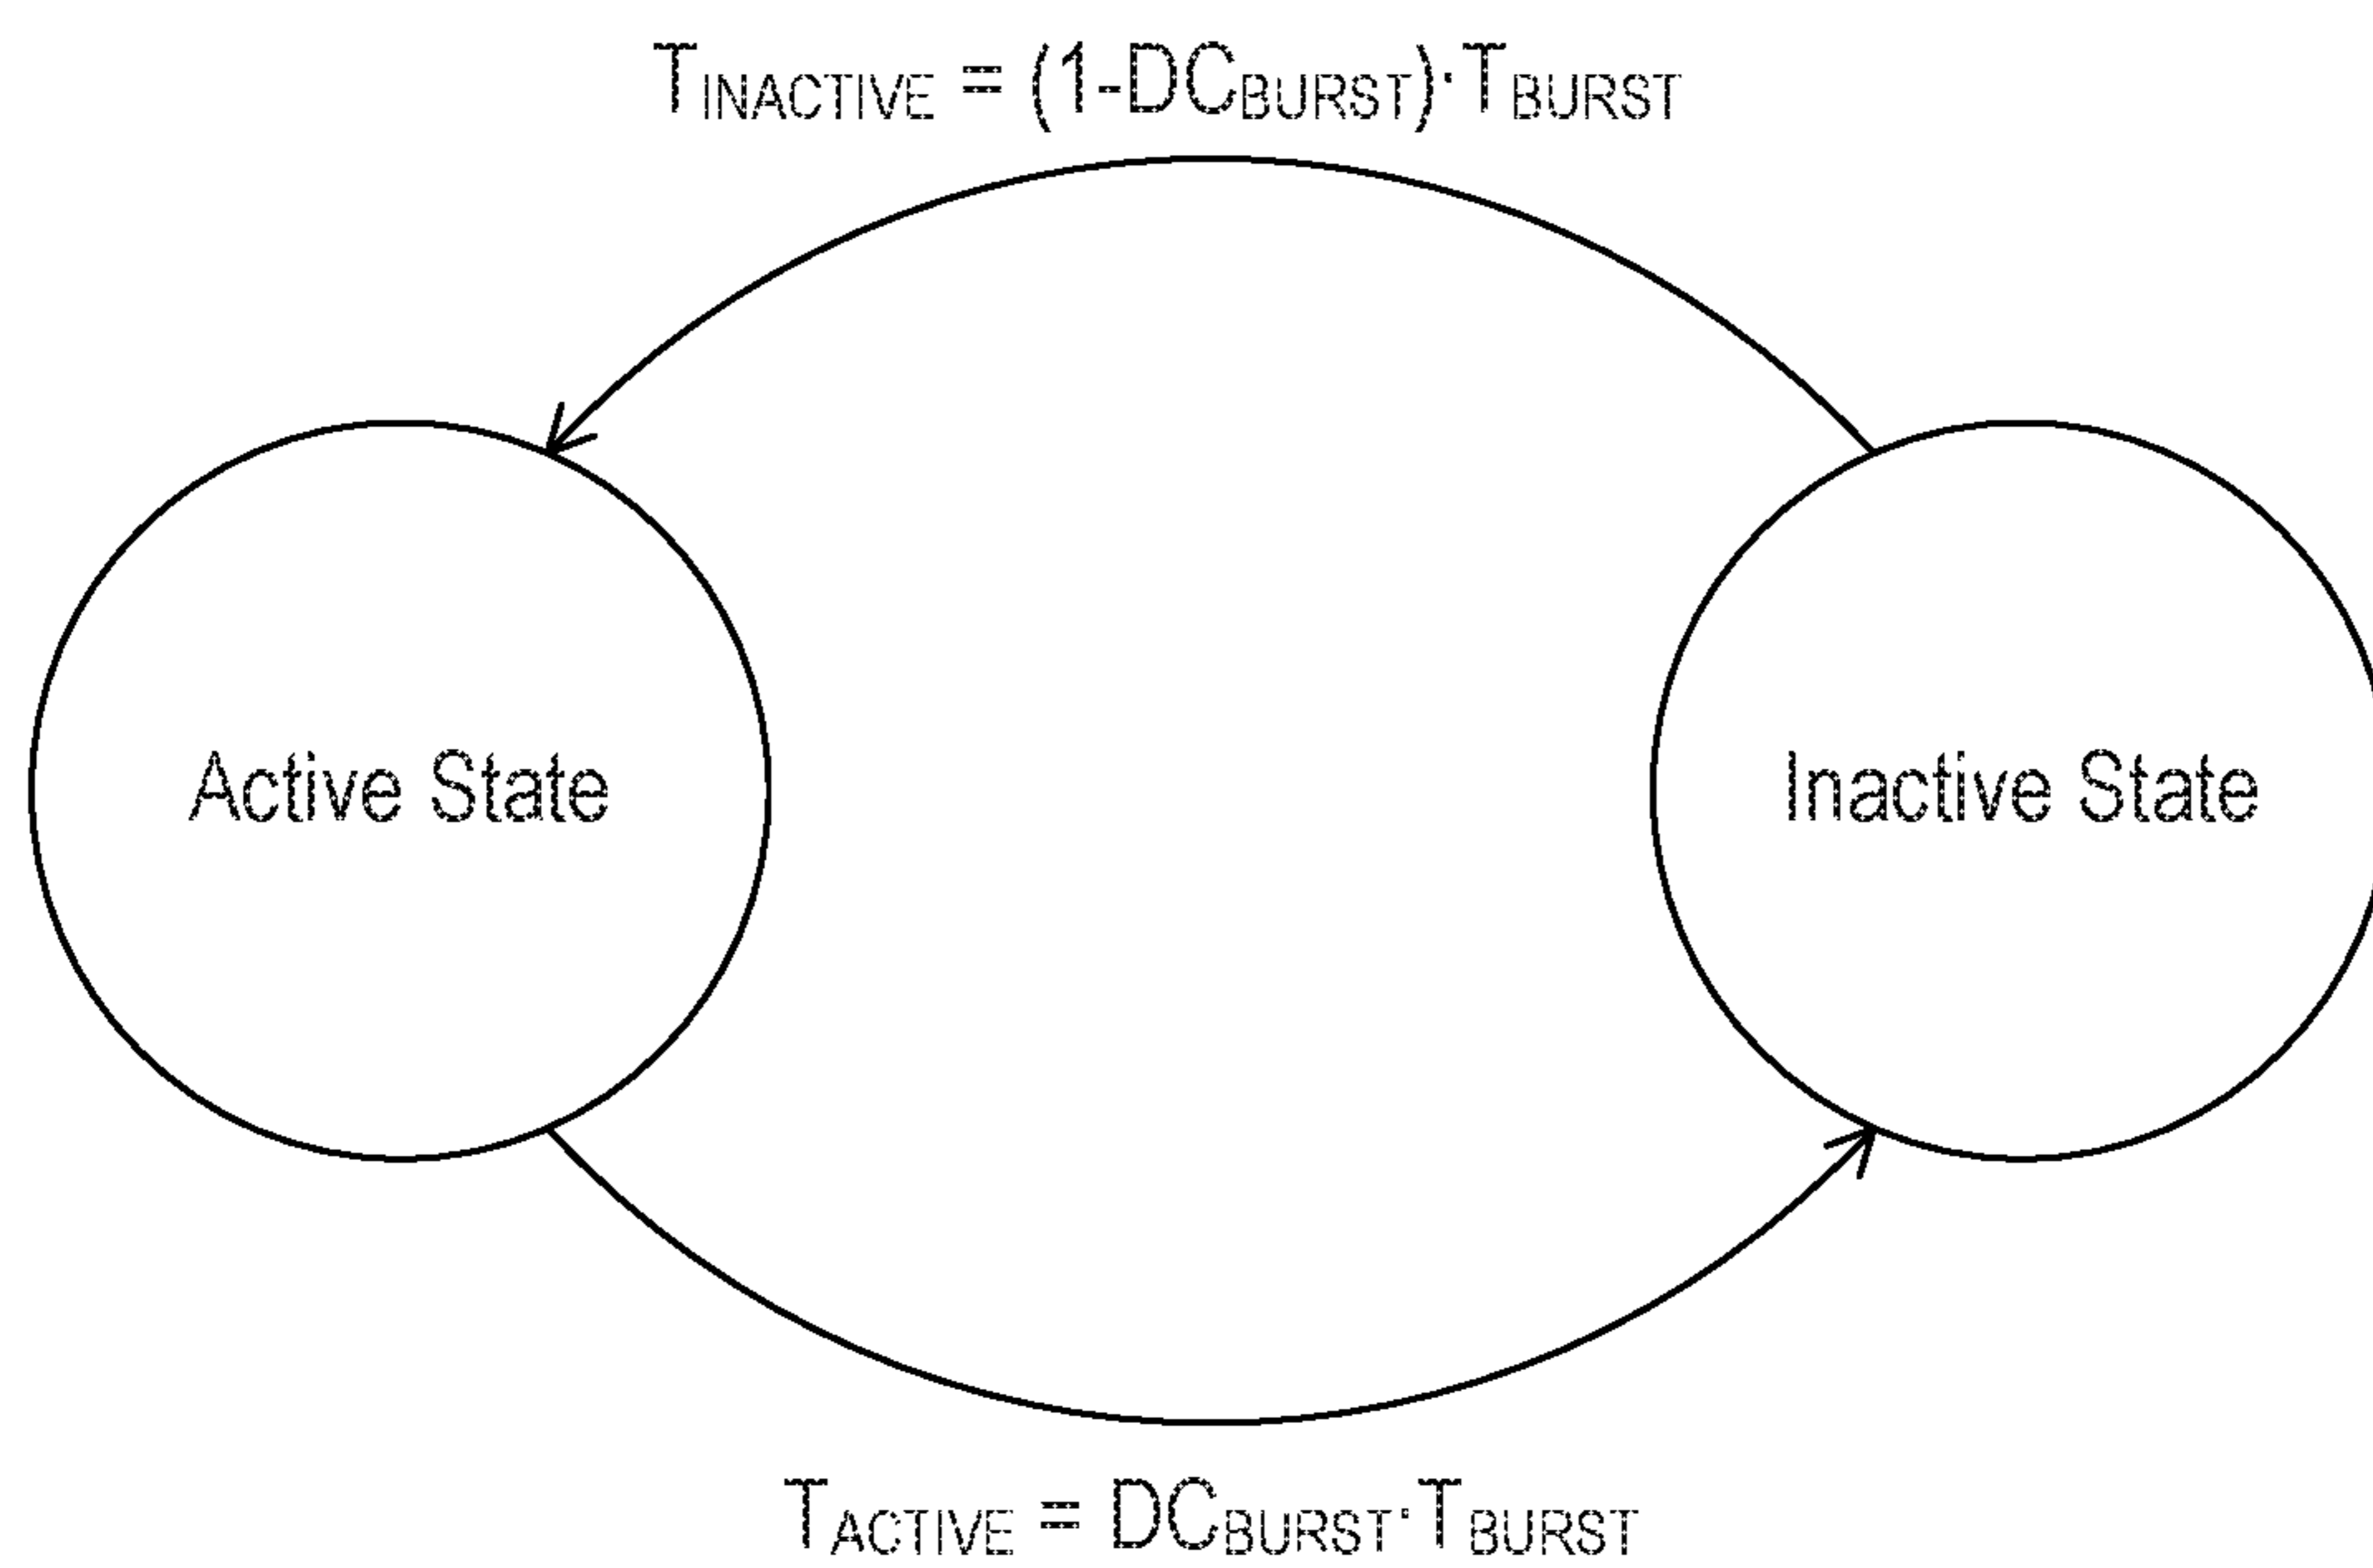 TINACTIVE = (1-DCBURST)·TBURST
Active State
Inactive State
TACTIVE = DCBURST·TBURST